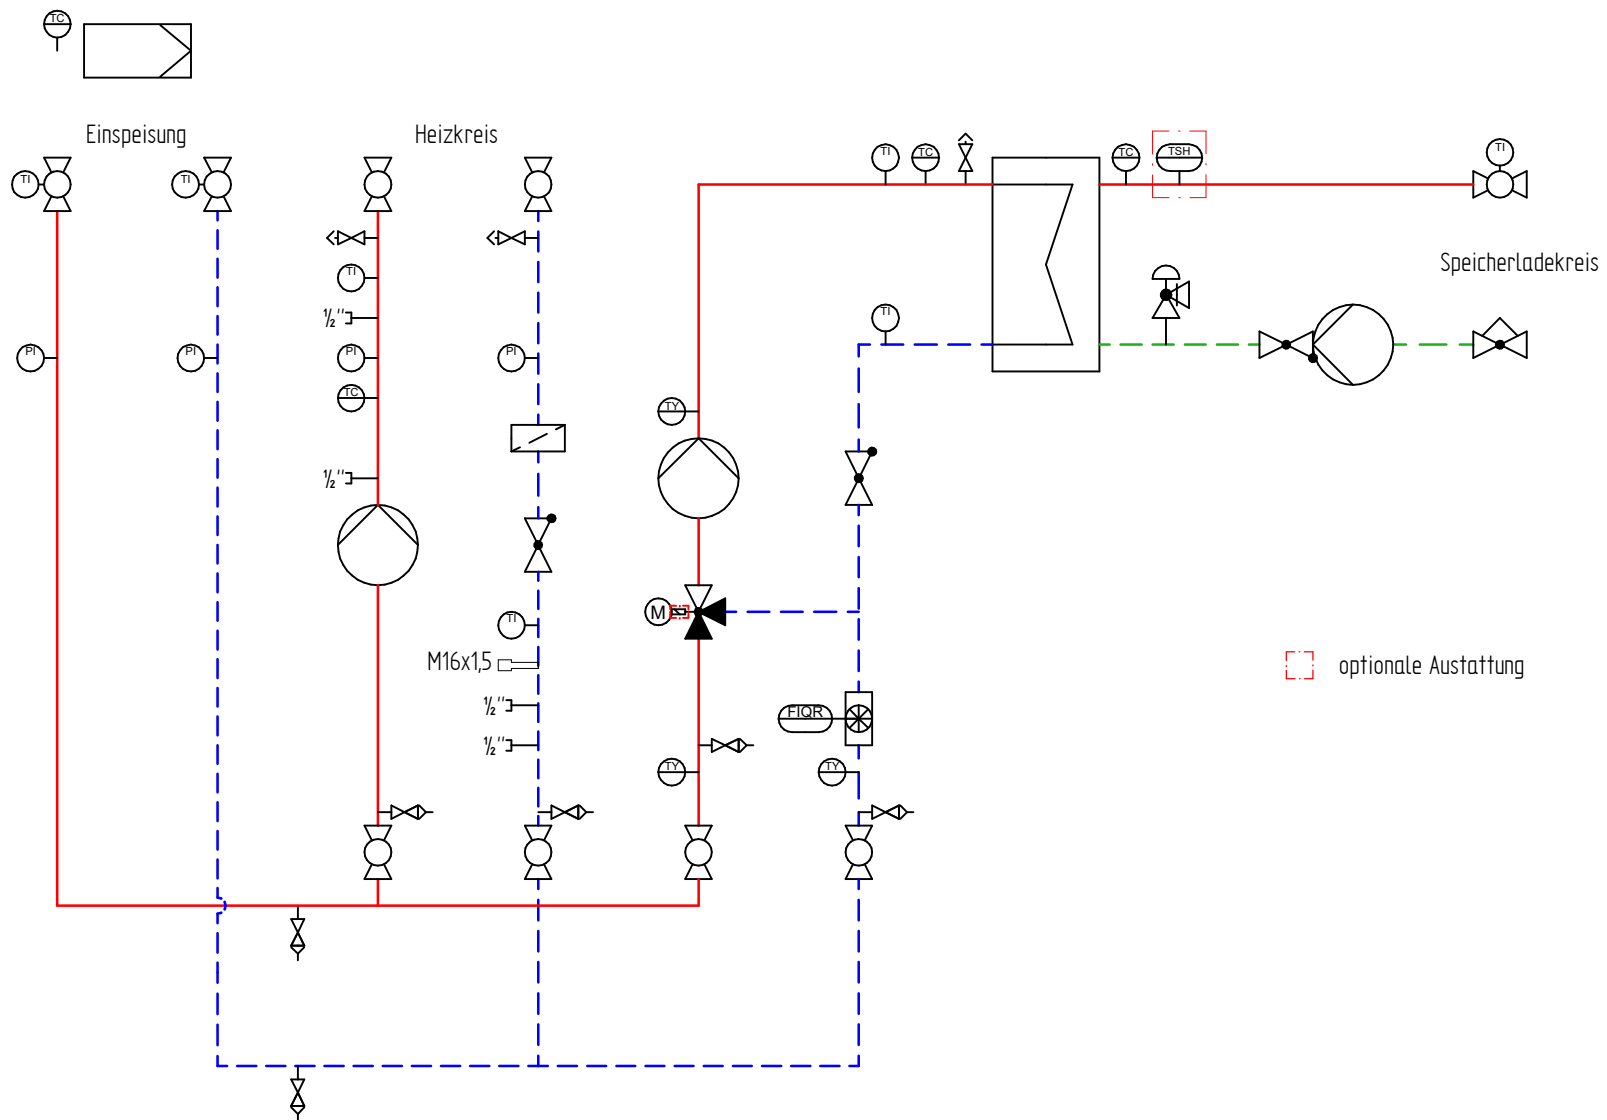 TC
Einspeisung
Heizkreis
TI
TC
TC
TSH
TI
TI
TI
Speicherladekreis
TI
½''
TI
PI
PI
PI
PI
TC
TY
½''
M
TI
M16x1,5
optionale Austattung
½''
FIQR
½''
TY
TY